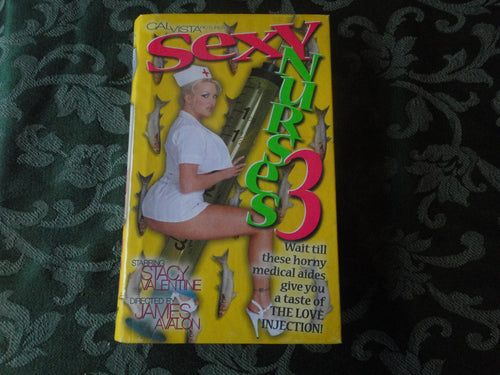 CAL VISTA
Sexy
NURSES
3
STARRING
STACY
VALENTINE
DIRECTED BY
JAMES
AVALON
Wait till
these horny
medical aides
give you
a taste of
THE LOVE
INJECTION!